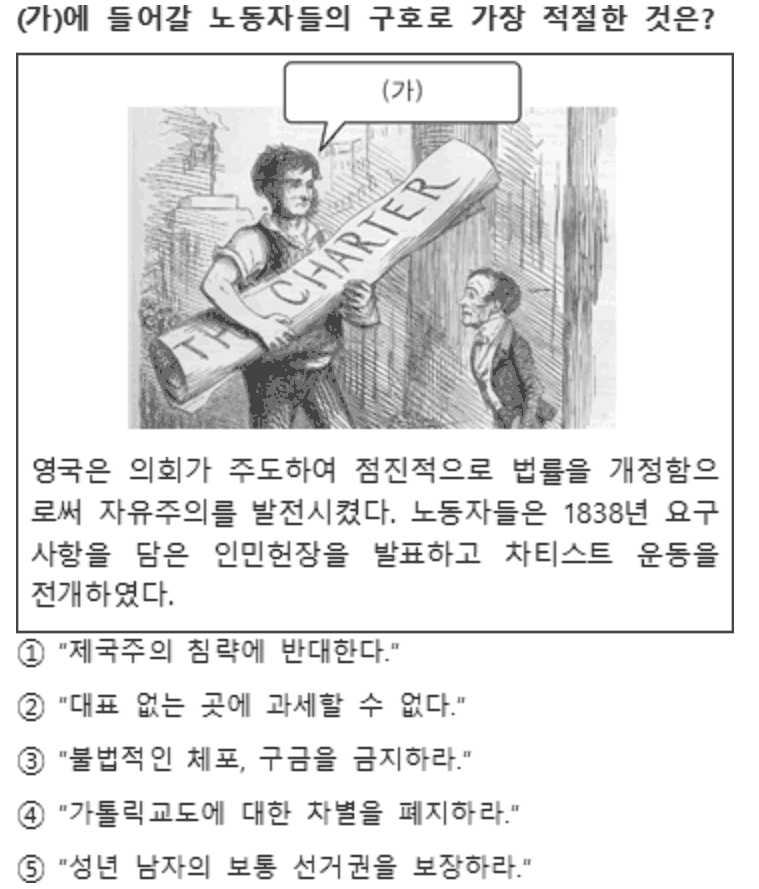 (가)에 들어갈 노동자들의 구호로 가장 적절한 것은?
(가)
THE CHARTER
영국은 의회가 주도하여 점진적으로 법률을 개정함으
로써 자유주의를 발전시켰다. 노동자들은 1838년 요구
사항을 담은 인민헌장을 발표하고 차티스트 운동을
전개하였다.
① "제국주의 침략에 반대한다."
② "대표 없는 곳에 과세할 수 없다."
③ "불법적인 체포, 구금을 금지하라."
④ "가톨릭교도에 대한 차별을 폐지하라."
⑤ "성년 남자의 보통 선거권을 보장하라."